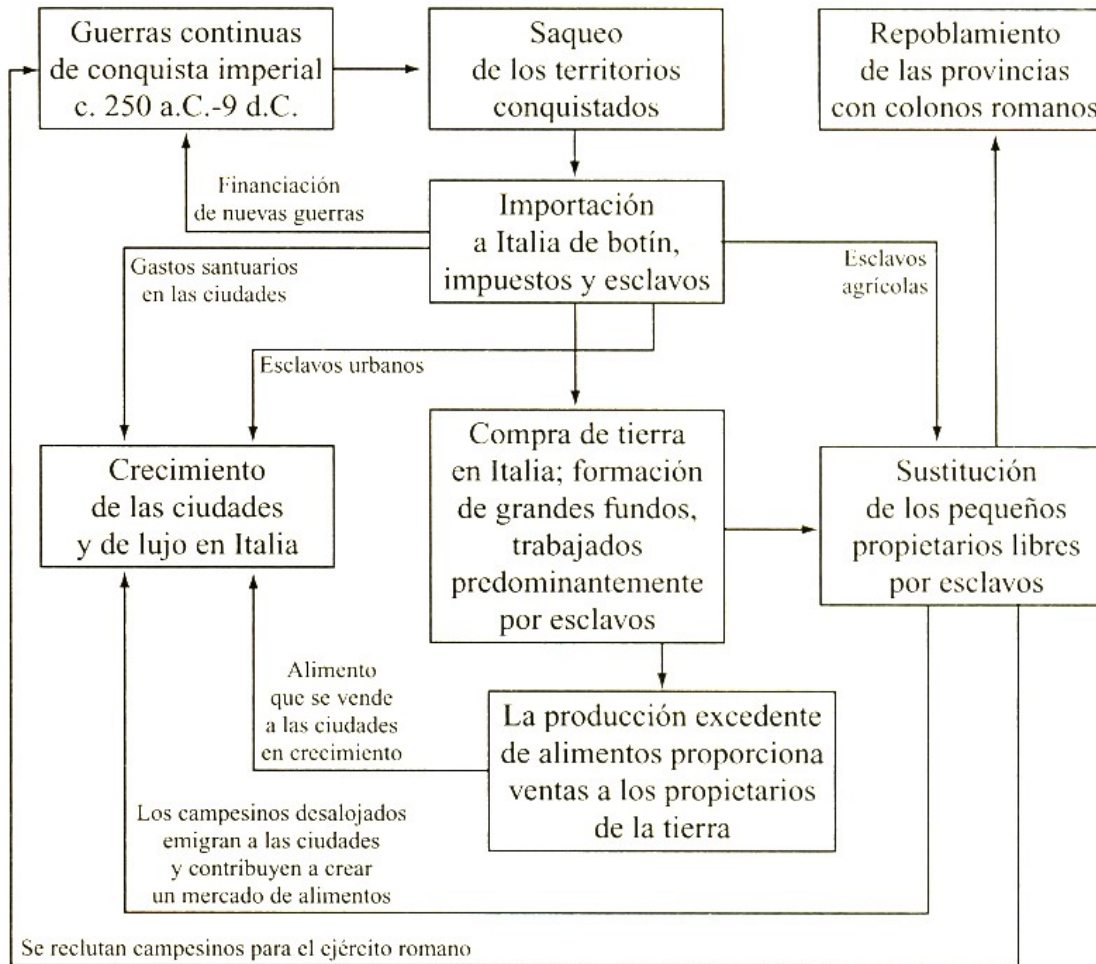 Guerras continuas
de conquista imperial
c. 250 a.C.-9 d.C.
Saqueo
de los territorios
conquistados
Repoblamiento
de las provincias
con colonos romanos
Financiación
de nuevas guerras
Importación
a Italia de botín,
impuestos y esclavos
Gastos santuarios
en las ciudades
Esclavos
agrícolas
Esclavos urbanos
Crecimiento
de las ciudades
y de lujo en Italia
Compra de tierra
en Italia; formación
de grandes fundos,
trabajados
predominantemente
por esclavos
Sustitución
de los pequeños
propietarios libres
por esclavos
Alimento
que se vende
a las ciudades
en crecimiento
La producción excedente
de alimentos proporciona
ventas a los propietarios
de la tierra
Los campesinos desalojados
emigran a las ciudades
y contribuyen a crear
un mercado de alimentos
Se reclutan campesinos para el ejército romano